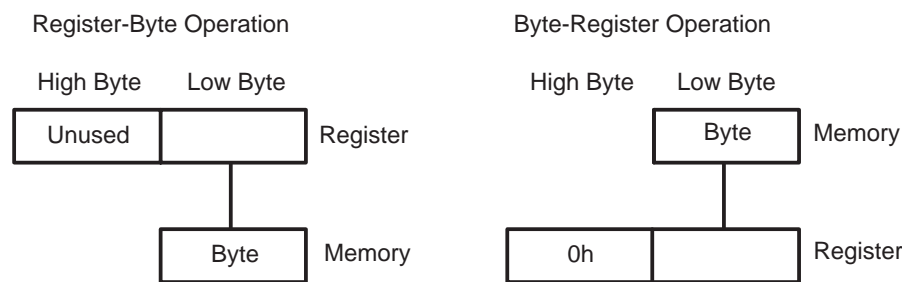 Register-Byte Operation
High Byte Low Byte
Unused Register
Byte Memory
Byte-Register Operation
High Byte Low Byte
Byte Memory
0h Register